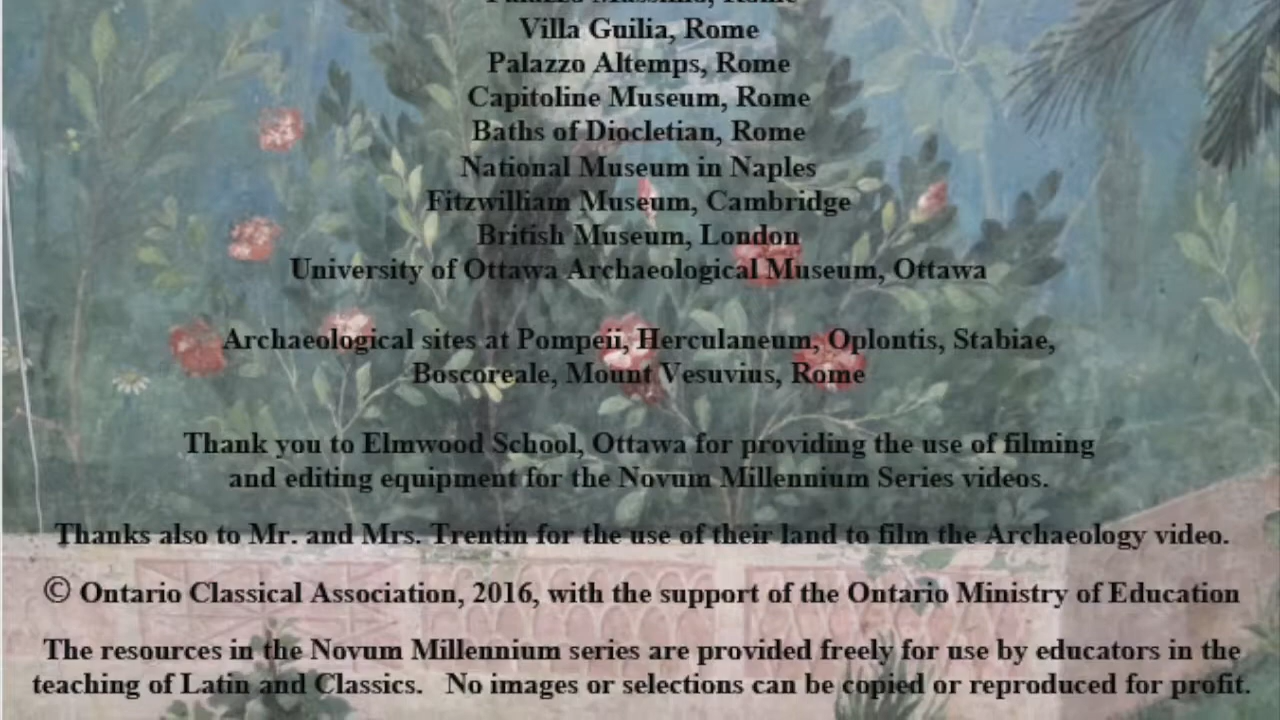 Palazzo Massimo, Rome
Villa Guilia, Rome
Palazzo Altemps, Rome
Capitoline Museum, Rome
Baths of Diocletian, Rome
National Museum in Naples
Fitzwilliam Museum, Cambridge
British Museum, London
University of Ottawa Archaeological Museum, Ottawa
Archaeological sites at Pompeii, Herculaneum, Oplontis, Stabiae,
Boscoreale, Mount Vesuvius, Rome
Thank you to Elmwood School, Ottawa for providing the use of filming
and editing equipment for the Novum Millennium Series videos.
Thanks also to Mr. and Mrs. Trentin for the use of their land to film the Archaeology video.
© Ontario Classical Association, 2016, with the support of the Ontario Ministry of Education
The resources in the Novum Millennium series are provided freely for use by educators in the
teaching of Latin and Classics. No images or selections can be copied or reproduced for profit.